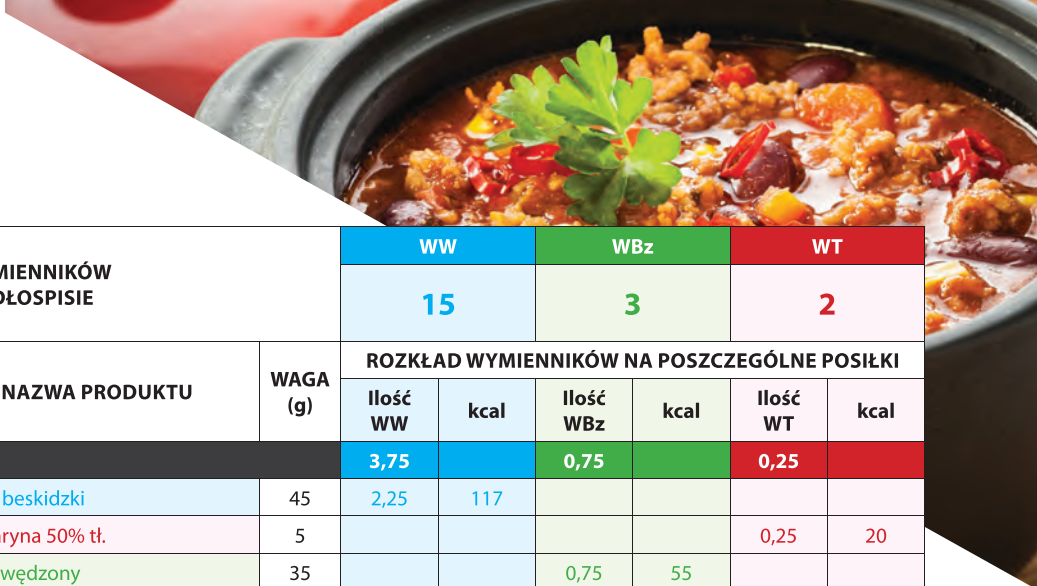 WW WBz WT
MIENNIKÓW
DŁOSPISIE
15 3 2
ROZKŁAD WYMIENNIKÓW NA POSZCZEGÓLNE POSIŁKI
NAZWA PRODUKTU WAGA (g) Ilość WW kcal Ilość WBz kcal Ilość WT kcal
3,75 0,75 0,25
beskidzki 45 2,25 117
ryna 50% tł. 5 0,25 20
wędzony 35 0,75 55